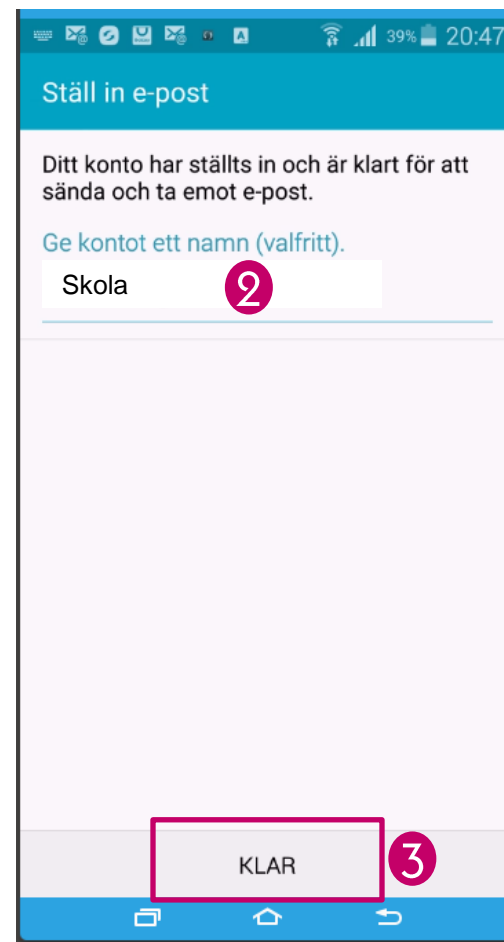 39% 20:47
Ställ in e-post
Ditt konto har ställts in och är klart för att
sända och ta emot e-post.
Ge kontot ett namn (valfritt).
Skola 2
KLAR 3